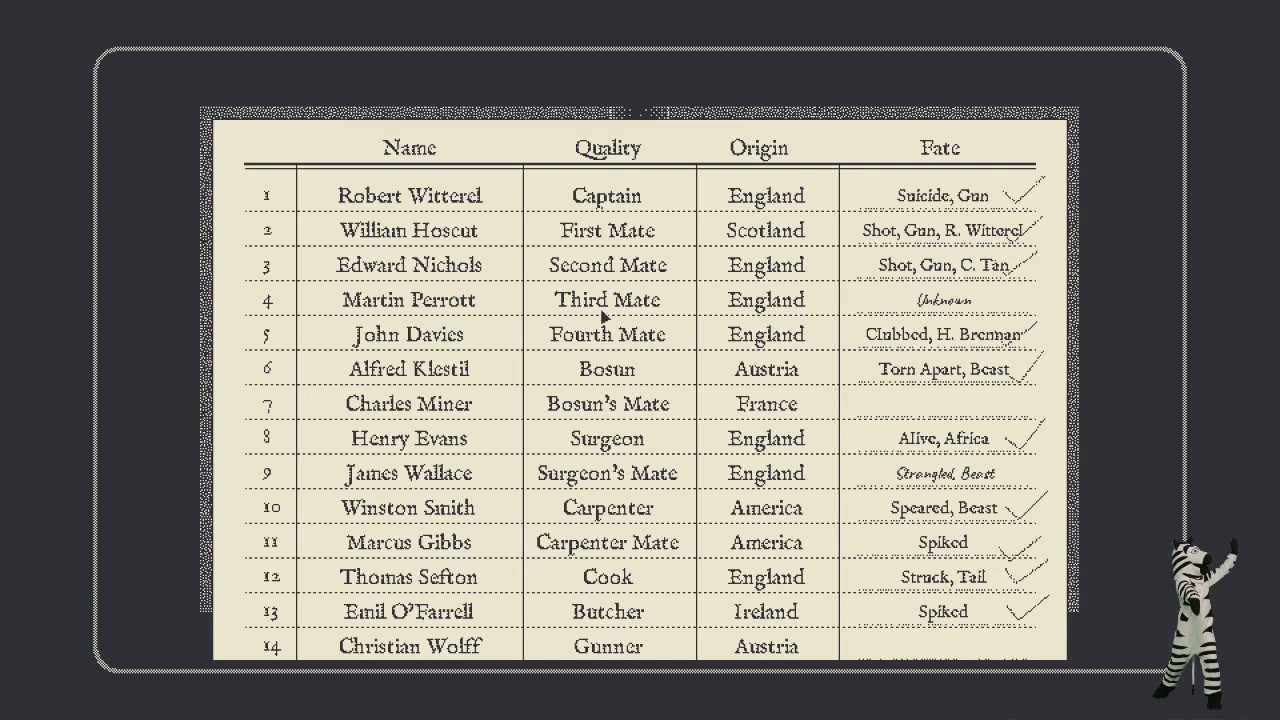 Name Quality Origin Fate
1 Robert Witterel Captain England Suicide, Gun
2 William Hoscut First Mate Scotland Shot, Gun, R. Witterel
3 Edward Nichols Second Mate England Shot, Gun, C. Tan
4 Martin Perrott Third Mate England Unknown
5 John Davies Fourth Mate England Clubbed, H. Brennan
6 Alfred Klestil Bosun Austria Torn Apart, Beast
7 Charles Miner Bosun's Mate France
8 Henry Evans Surgeon England Alive, Africa
9 James Wallace Surgeon's Mate England Strangled, Beast
10 Winston Smith Carpenter America Speared, Beast
11 Marcus Gibbs Carpenter Mate America Spiked
12 Thomas Sefton Cook England Struck, Tail
13 Emil O'Farrell Butcher Ireland Spiked
14 Christian Wolff Gunner Austria